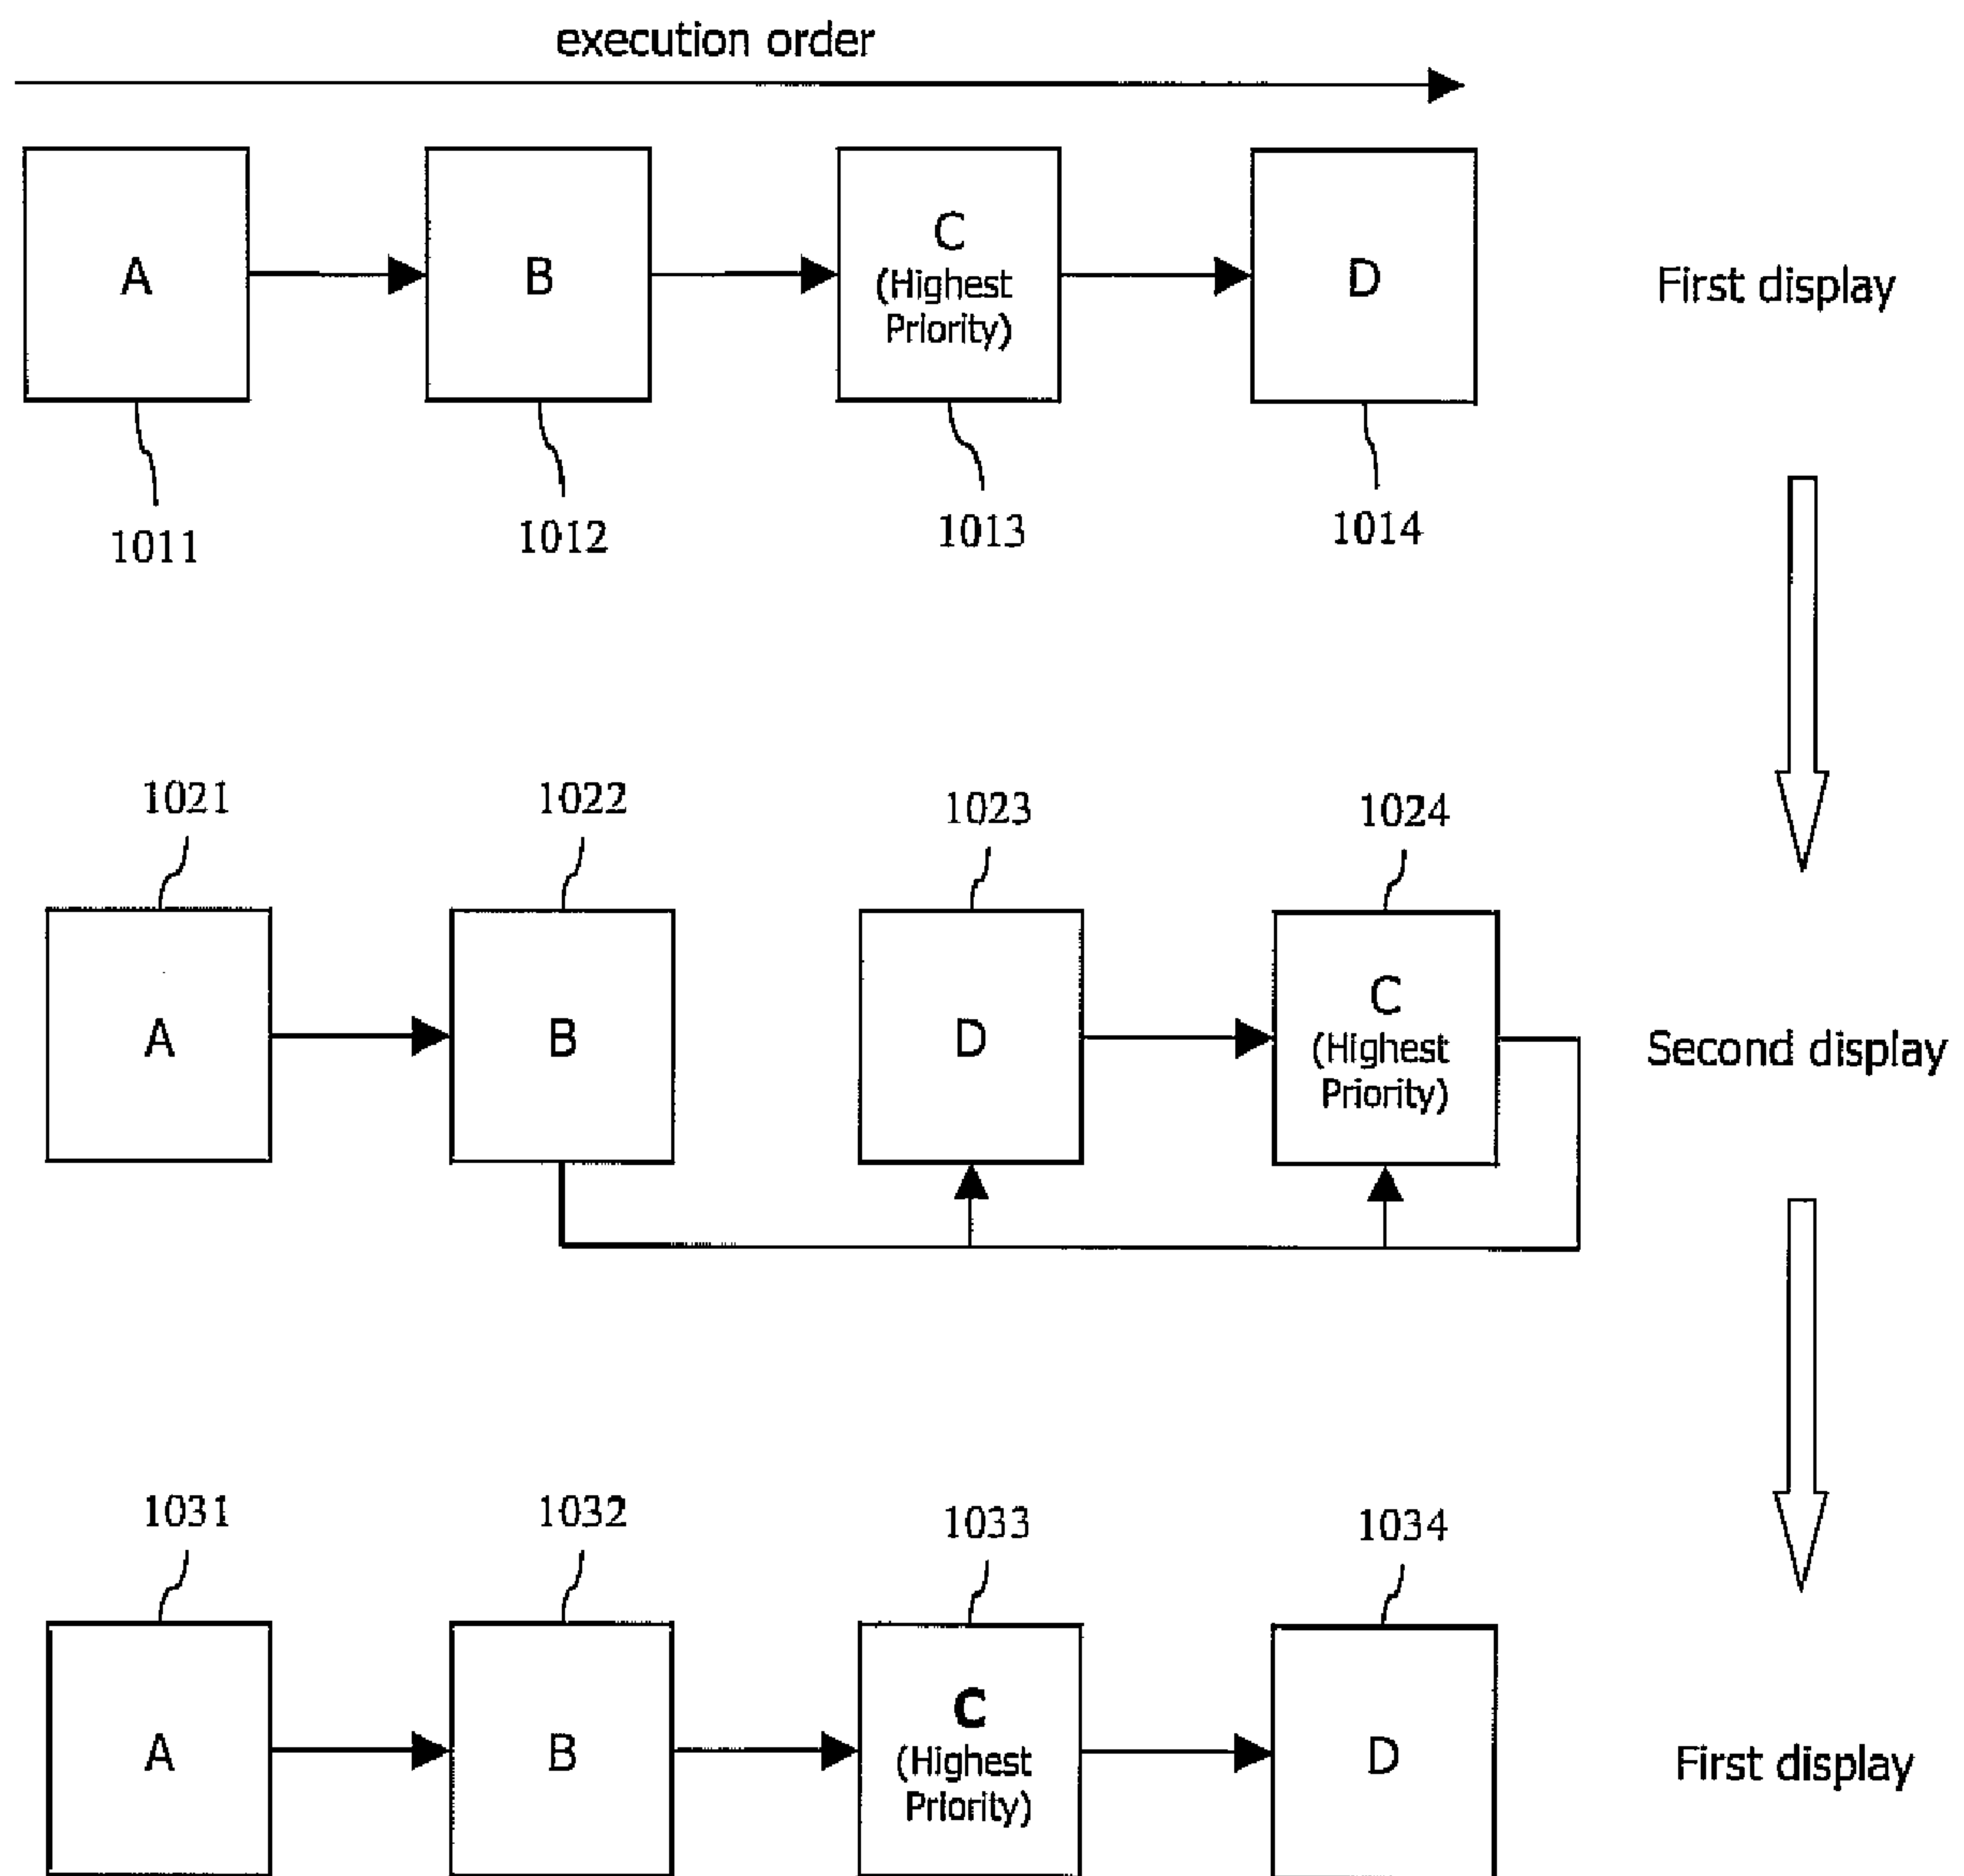 execution order
A
B
C
(Highest
Priority)
D
First display
1011
1012
1013
1014
1021
1022
1023
1024
A
B
D
C
(Highest
Priority)
Second display
1031
1032
1033
1034
A
B
C
(Highest
Priority)
D
First display